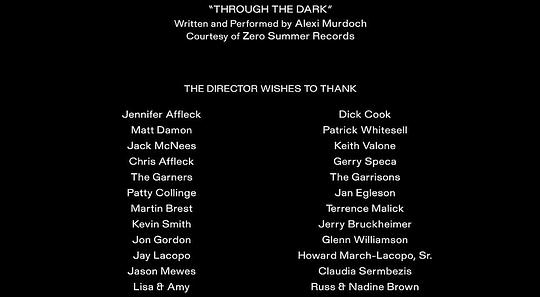 "THROUGH THE DARK"
Written and Performed by Alexi Murdoch
Courtesy of Zero Summer Records
THE DIRECTOR WISHES TO THANK
Jennifer Affleck
Matt Damon
Jack McNees
Chris Affleck
The Garners
Patty Collinge
Martin Brest
Kevin Smith
Jon Gordon
Jay Lacopo
Jason Mewes
Lisa & Amy
Dick Cook
Patrick Whitesell
Keith Valone
Gerry Speca
The Garrisons
Jan Egleson
Terrence Malick
Jerry Bruckheimer
Glenn Williamson
Howard March-Lacopo, Sr.
Claudia Sermbezis
Russ & Nadine Brown